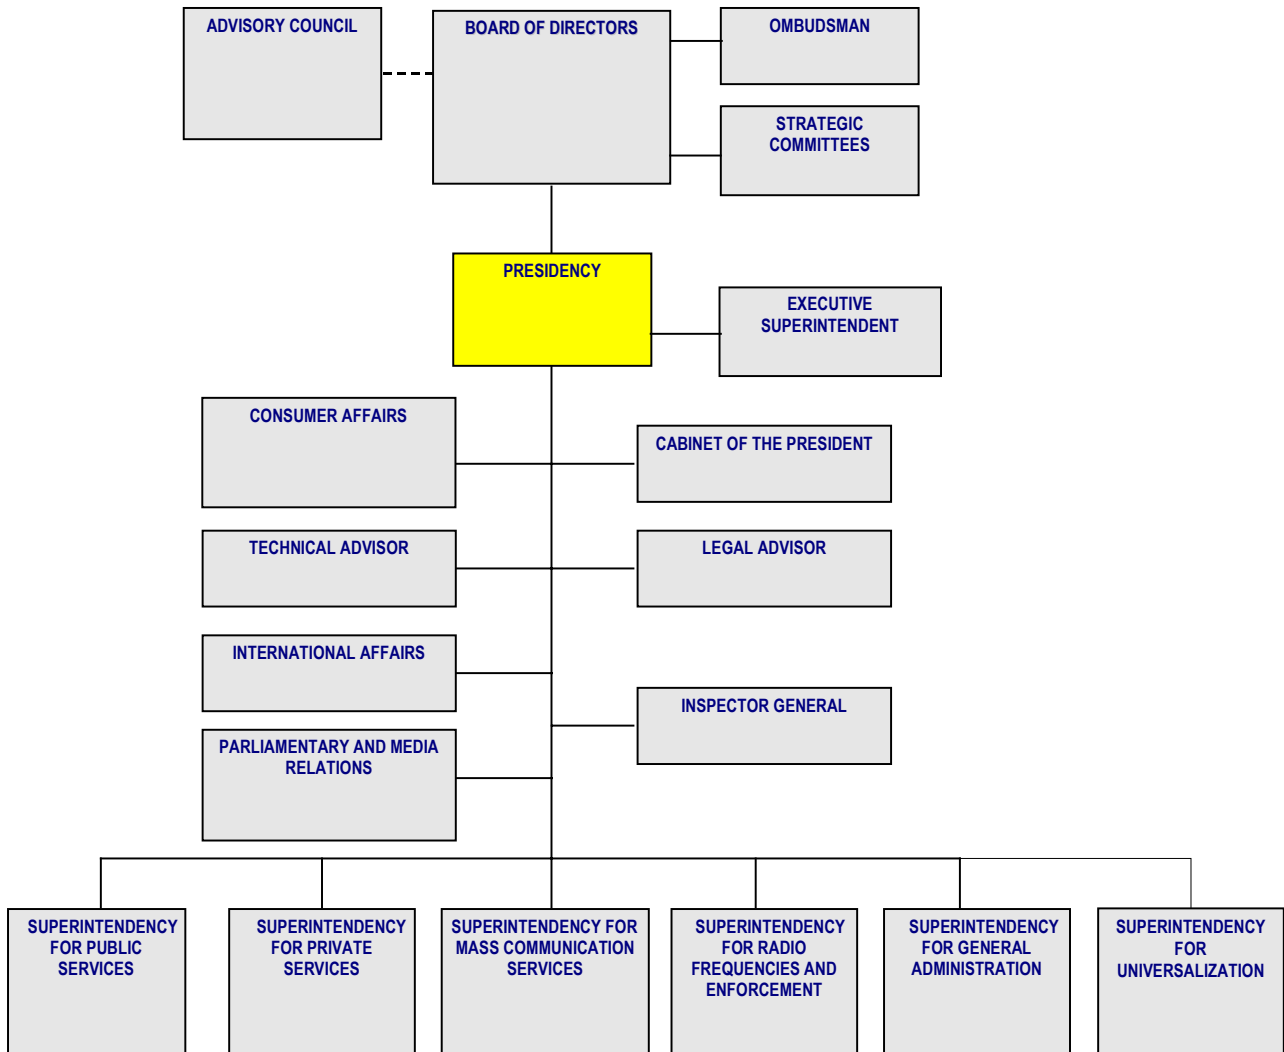 ADVISORY COUNCIL
BOARD OF DIRECTORS
OMBUDSMAN
STRATEGIC
COMMITTEES
PRESIDENCY
EXECUTIVE
SUPERINTENDENT
CONSUMER AFFAIRS
CABINET OF THE PRESIDENT
TECHNICAL ADVISOR
LEGAL ADVISOR
INTERNATIONAL AFFAIRS
INSPECTOR GENERAL
PARLIAMENTARY AND MEDIA
RELATIONS
SUPERINTENDENCY
FOR PUBLIC
SERVICES
SUPERINTENDENCY
FOR PRIVATE
SERVICES
SUPERINTENDENCY FOR
MASS COMMUNICATION
SERVICES
SUPERINTENDENCY
FOR RADIO
FREQUENCIES AND
ENFORCEMENT
SUPERINTENDENCY
FOR GENERAL
ADMINISTRATION
SUPERINTENDENCY
FOR
UNIVERSALIZATION